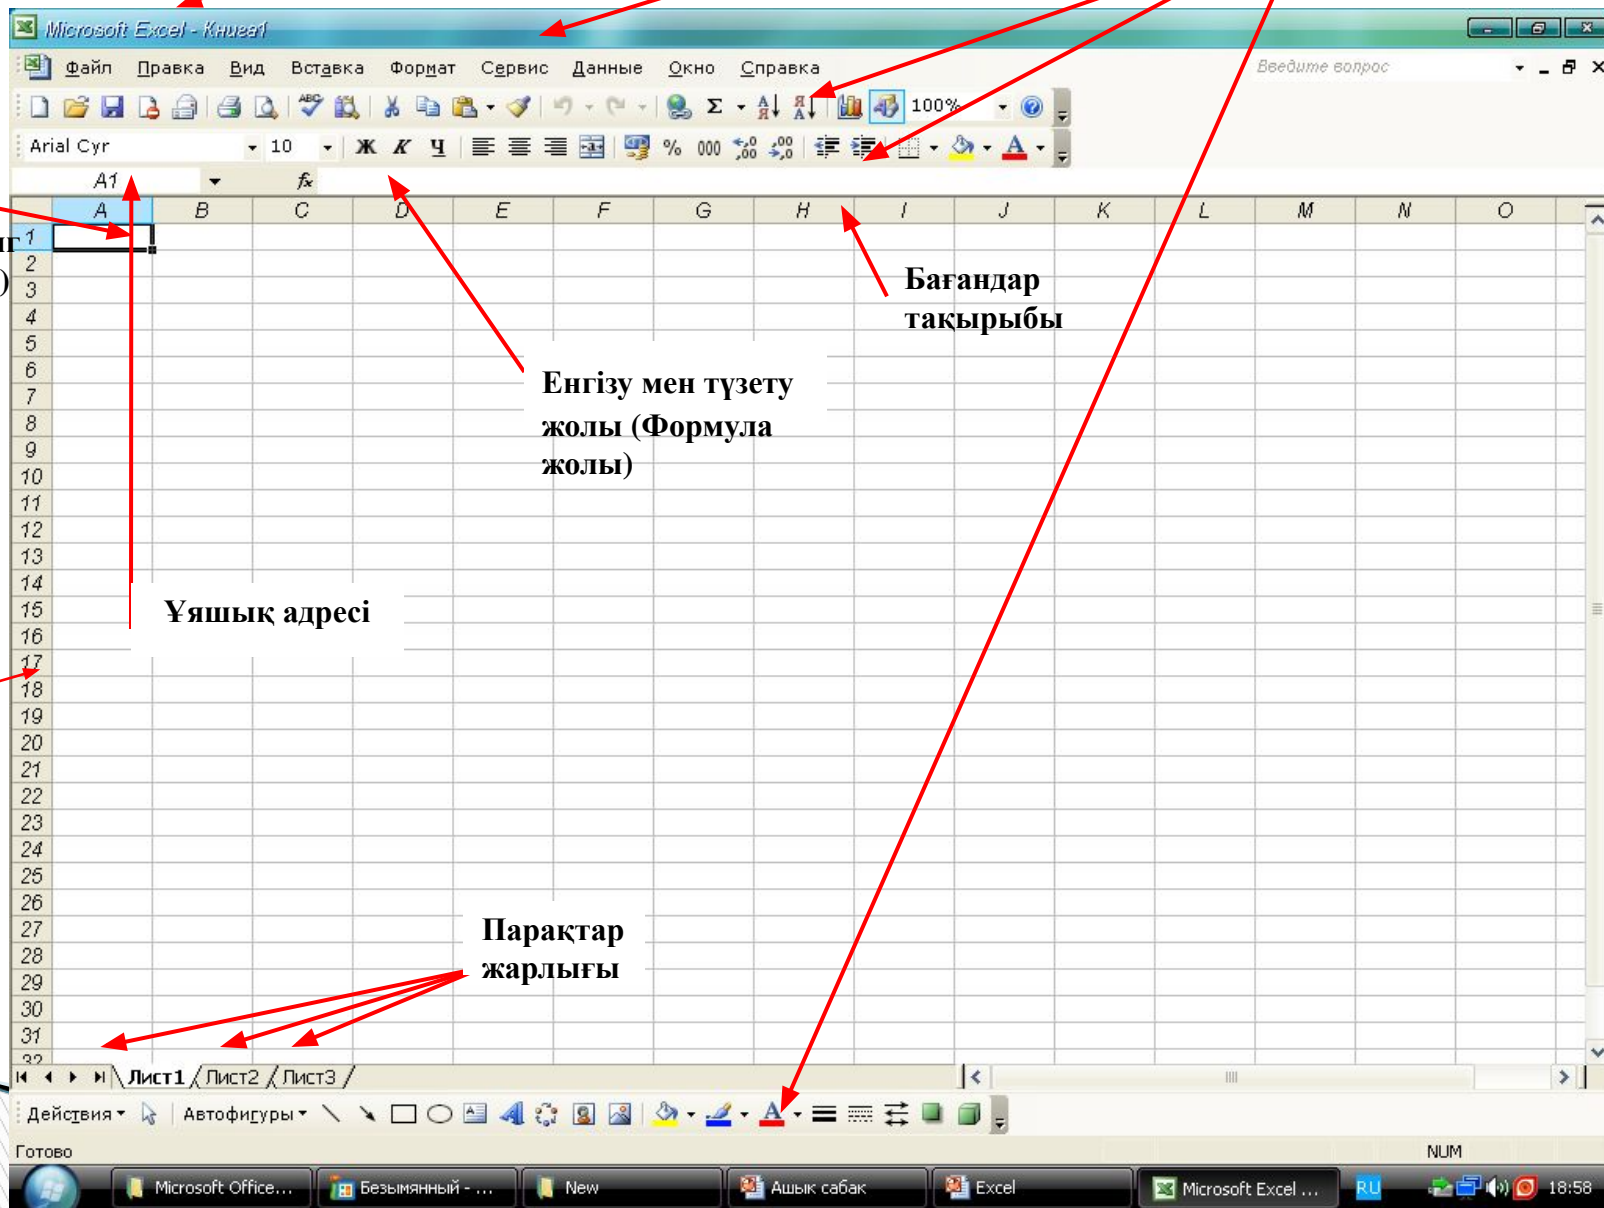 Microsoft Excel - Книга1
Файл Правка Вид Вставка Формат Сервис Данные Окно Справка Введите вопрос
100%
Arial Cyr 10 Ж К Ч % 000
A1 fx
A B C D E F G H I J K L M N O
1
2
)
3
4
5
6
7
8
9
10
11
12
13
14
15
16
17
18
19
20
21
22
23
24
25
26
27
28
29
30
31
32
Бағандар
тақырыбы
Енгізу мен түзету
жолы (Формула
жолы)
Ұяшық адресі
Парақтар
жарлығы
Лист1 Лист2 Лист3
Действия Автофигуры
Готово NUM
Microsoft Office... Безымянный - ... New Ашык сабак Excel Microsoft Excel ... RU 18:58